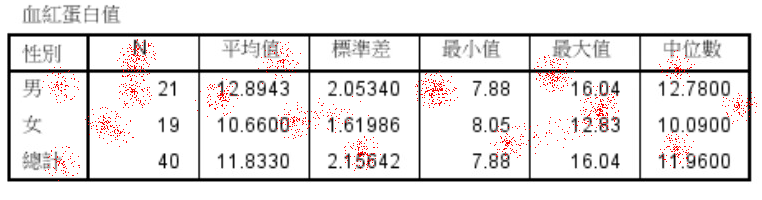 血紅蛋白值
性別 N 平均值 標準差 最小值 最大值 中位數
男 21 12.8943 2.05340 7.88 16.04 12.7800
女 19 10.6600 1.61986 8.05 12.83 10.0900
總計 40 11.8330 2.15642 7.88 16.04 11.9600